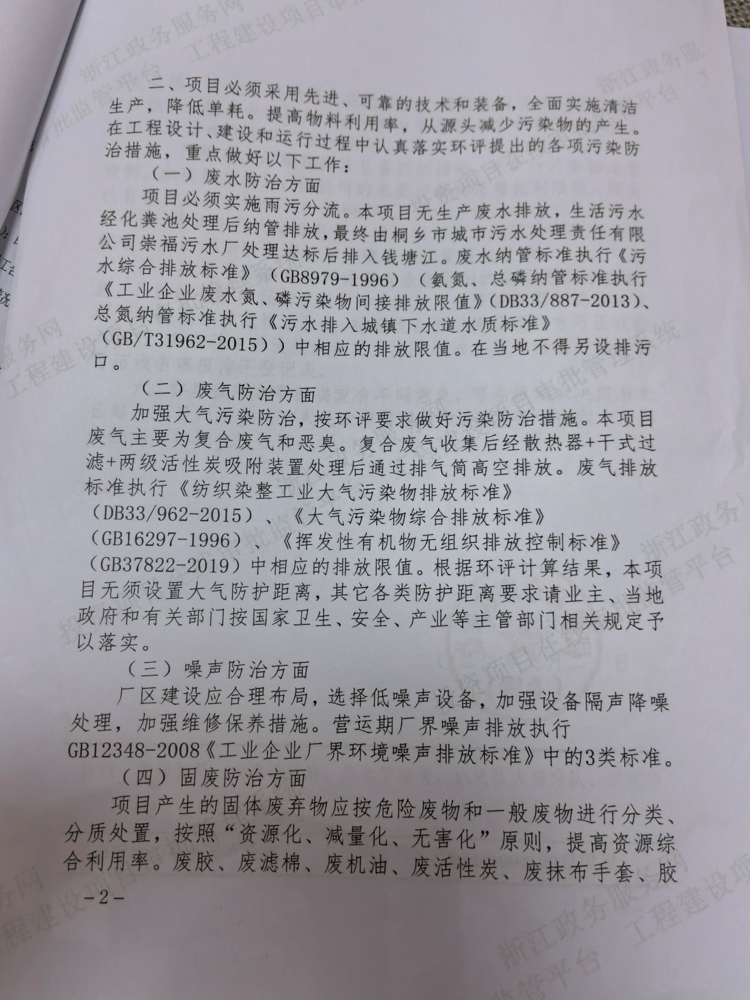 二、项目必须采用先进、可靠的技术和装备，全面实施清洁
生产，降低单耗。提高物料利用率，从源头减少污染物的产生。
在工程设计、建设和运行过程中认真落实环评提出的各项污染防
治措施，重点做好以下工作：
（一）废水防治方面
项目必须实施雨污分流。本项目无生产废水排放，生活污水
经化粪池处理后纳管排放，最终由桐乡市城市污水处理责任有限
公司崇福污水厂处理达标后排入钱塘江。废水纳管标准执行《污
水综合排放标准》（GB8979-1996）（氨氮、总磷纳管标准执行
《工业企业废水氮、磷污染物间接排放限值》（DB33/887-2013）、
总氮纳管标准执行《污水排入城镇下水道水质标准》
（GB/T31962-2015））中相应的排放限值。在当地不得另设排污
口。
（二）废气防治方面
加强大气污染防治，按环评要求做好污染防治措施。本项目
废气主要为复合废气和恶臭。复合废气收集后经散热器+干式过
滤+两级活性炭吸附装置处理后通过排气筒高空排放。废气排放
标准执行《纺织染整工业大气污染物排放标准》
（DB33/962-2015）、《大气污染物综合排放标准》
（GB16297-1996）、《挥发性有机物无组织排放控制标准》
（GB37822-2019）中相应的排放限值。根据环评计算结果，本项
目无须设置大气防护距离，其它各类防护距离要求请业主、当地
政府和有关部门按国家卫生、安全、产业等主管部门相关规定予
以落实。
（三）噪声防治方面
厂区建设应合理布局，选择低噪声设备，加强设备隔声降噪
处理，加强维修保养措施。营运期厂界噪声排放执行
GB12348-2008《工业企业厂界环境噪声排放标准》中的3类标准。
（四）固废防治方面
项目产生的固体废弃物应按危险废物和一般废物进行分类、
分质处置，按照“资源化、减量化、无害化”原则，提高资源综
合利用率。废胶、废滤棉、废机油、废活性炭、废抹布手套、胶
-2-